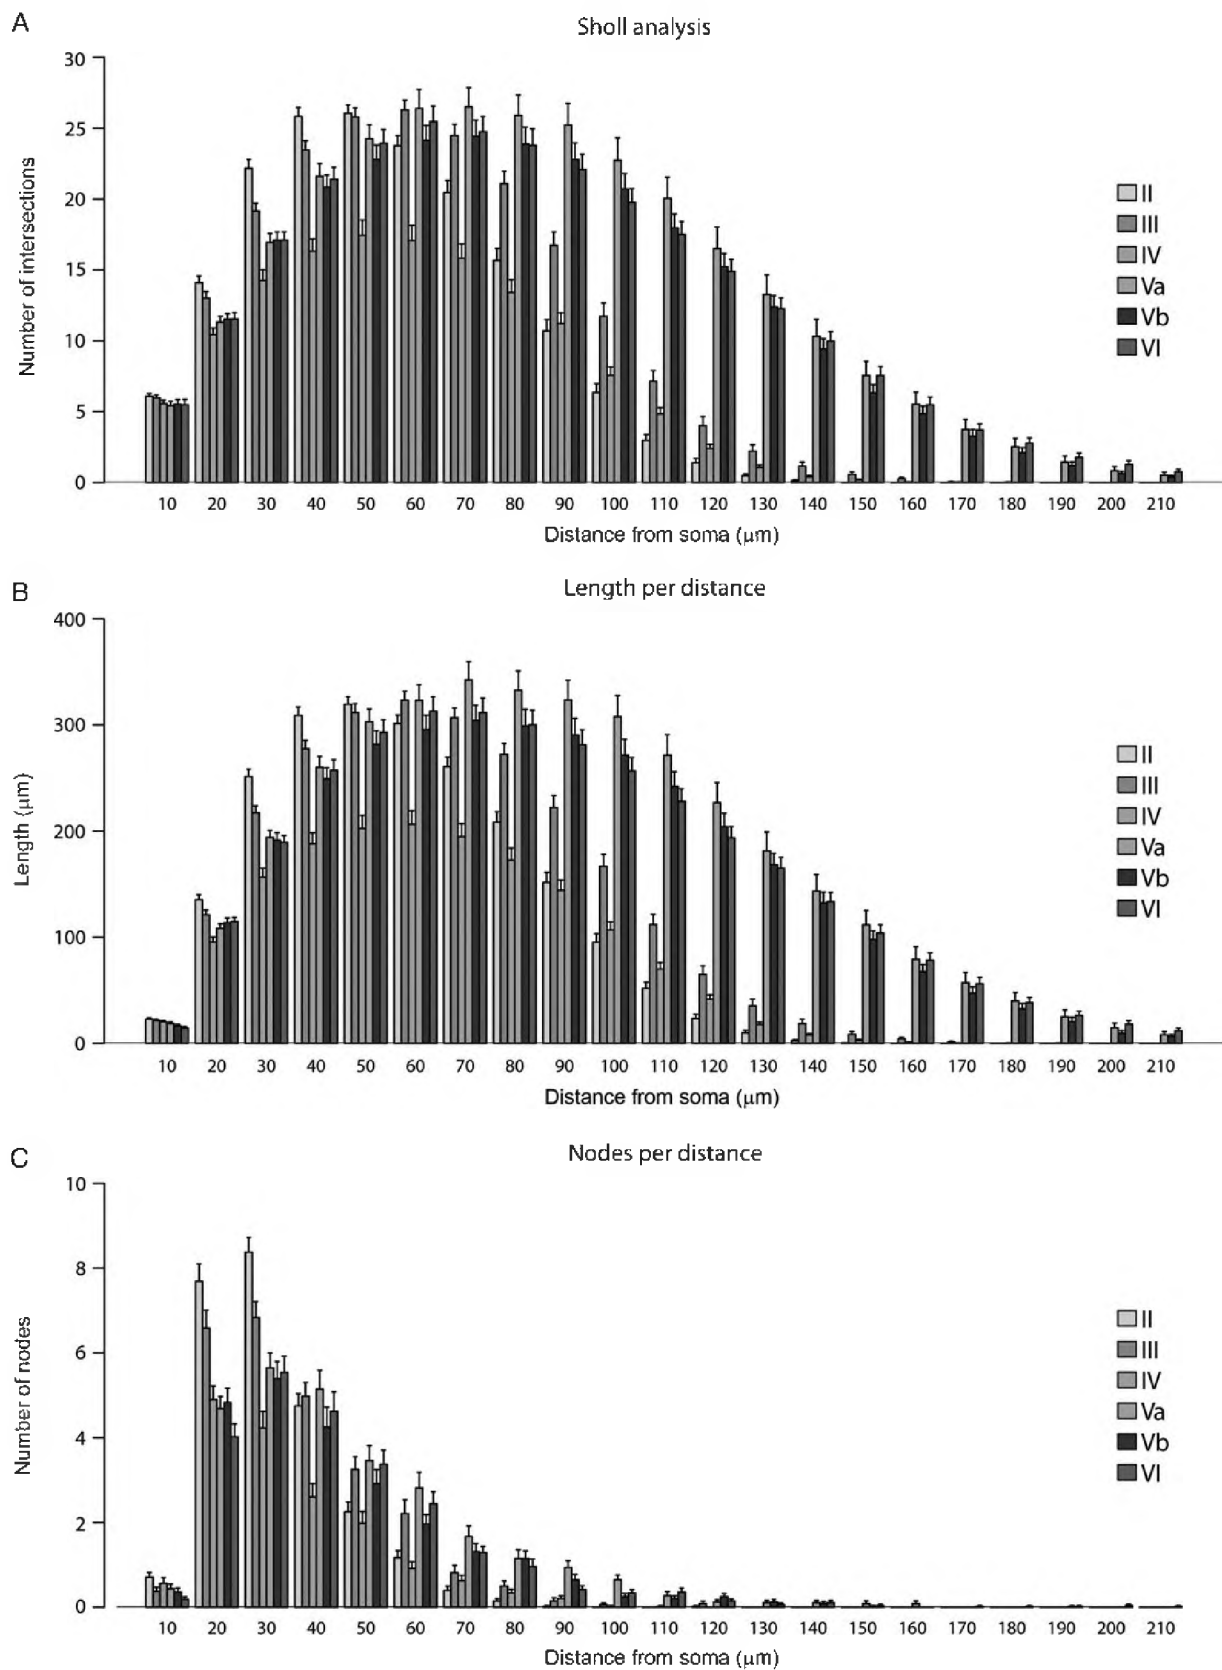 A
Sholl analysis
30
25
20
15
10
5
0
Number of intersections
II
III
IV
Va
Vb
VI
10 20 30 40 50 60 70 80 90 100 110 120 130 140 150 160 170 180 190 200 210
Distance from soma (μm)
B
Length per distance
400
300
200
100
0
Length (μm)
II
III
IV
Va
Vb
VI
10 20 30 40 50 60 70 80 90 100 110 120 130 140 150 160 170 180 190 200 210
Distance from soma (μm)
C
Nodes per distance
10
8
6
4
2
0
Number of nodes
II
III
IV
Va
Vb
VI
10 20 30 40 50 60 70 80 90 100 110 120 130 140 150 160 170 180 190 200 210
Distance from soma (μm)